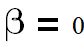 β = 0